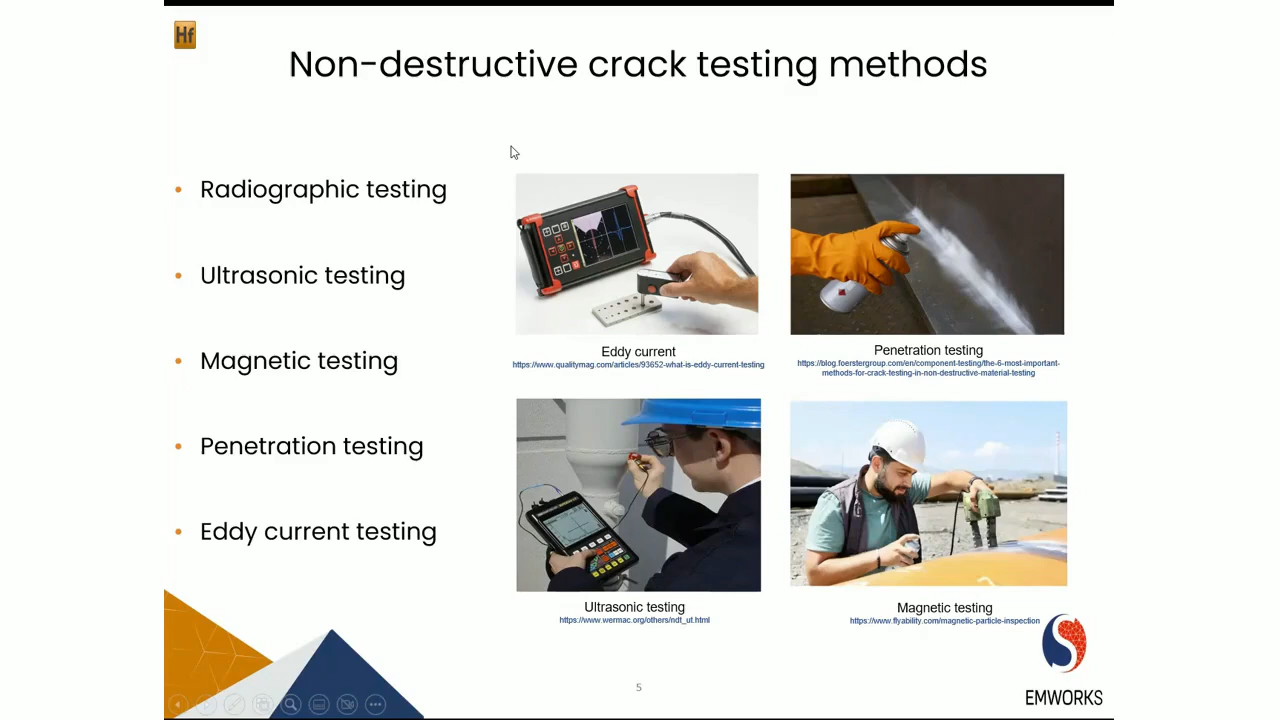 Hf
Non-destructive crack testing methods
Radiographic testing
Ultrasonic testing
Magnetic testing
Penetration testing
Eddy current testing
Eddy current
https://www.qualitymag.com/articles/93652-what-is-eddy-current-testing
Penetration testing
https://blog.foerstergroup.com/en/component-testing/the-6-most-important-
methods-for-crack-testing-in-non-destructive-material-testing
Ultrasonic testing
https://www.wermac.org/others/ndt_ut.html
Magnetic testing
https://www.flyability.com/magnetic-particle-inspection
5
EMWORKS